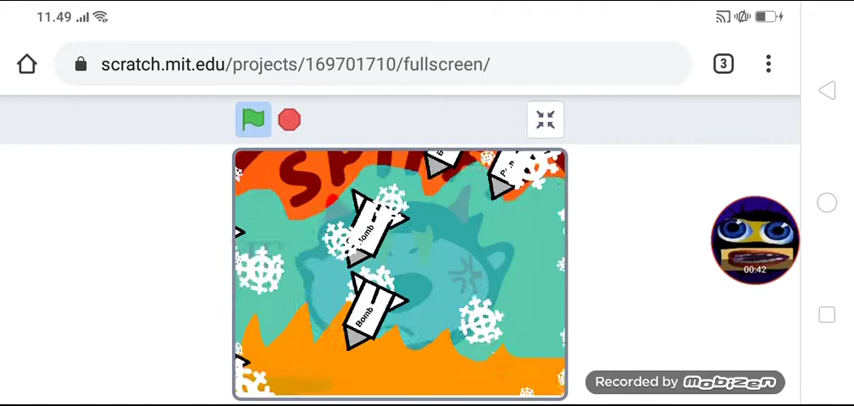 11.49
scratch.mit.edu/projects/169701710/fullscreen/
3
Bomb
Bomb
00:42
Recorded by mobizen